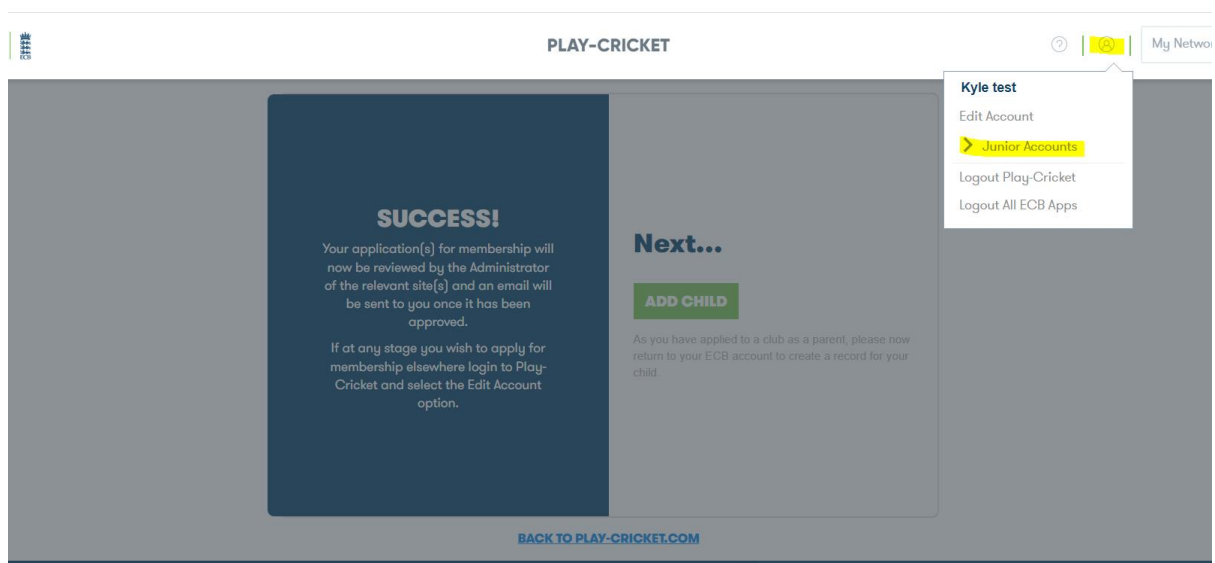 ECB
PLAY-CRICKET
?
My Networ
Kyle test
Edit Account
Junior Accounts
Logout Play-Cricket
Logout All ECB Apps
SUCCESS!
Your application(s) for membership will
now be reviewed by the Administrator
of the relevant site(s) and an email will
be sent to you once it has been
approved.
If at any stage you wish to apply for
membership elsewhere login to Play-
Cricket and select the Edit Account
option.
Next...
ADD CHILD
As you have applied to a club as a parent, please now
return to your ECB account to create a record for your
child.
BACK TO PLAY-CRICKET.COM